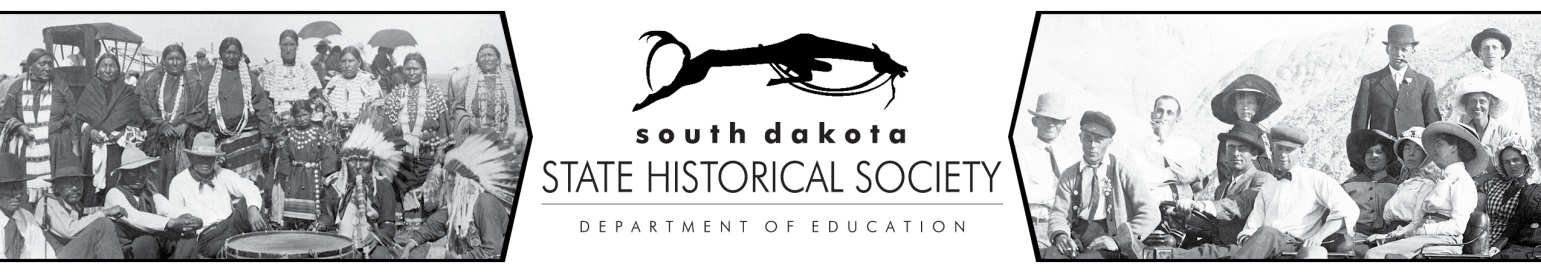 south dakota
STATE HISTORICAL SOCIETY
DEPARTMENT OF EDUCATION